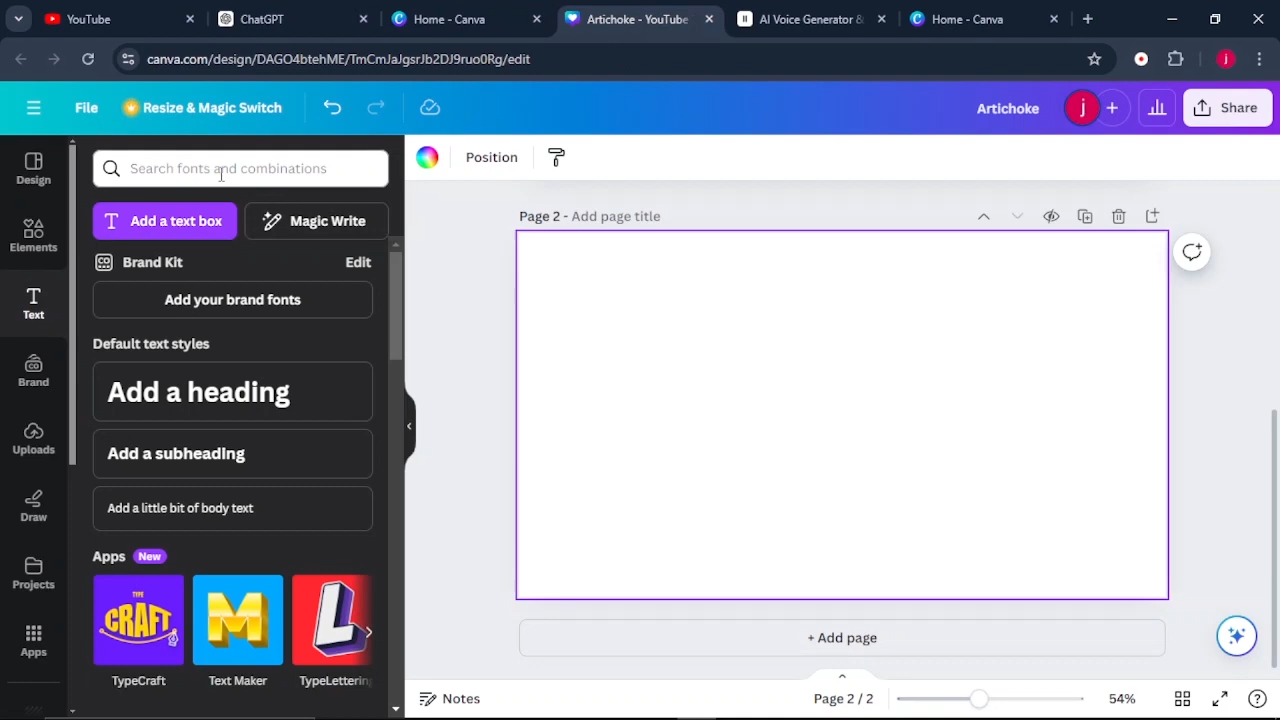 YouTube
ChatGPT
Home - Canva
Artichoke - YouTube
AI Voice Generator &
Home - Canva
canva.com/design/DAGO4btehME/TmCmJaJgsrJb2DJ9ruo0Rg/edit
j
File
Resize & Magic Switch
Artichoke
j
Share
Design
Elements
Text
Brand
Uploads
Draw
Projects
Apps
Search fonts and combinations
Add a text box
Magic Write
Brand Kit
Edit
Add your brand fonts
Default text styles
Add a heading
Add a subheading
Add a little bit of body text
Apps
New
TYPE
CRAFT
M
L
TypeCraft
Text Maker
TypeLettering
Position
Page 2 - Add page title
+ Add page
Notes
Page 2 / 2
54%